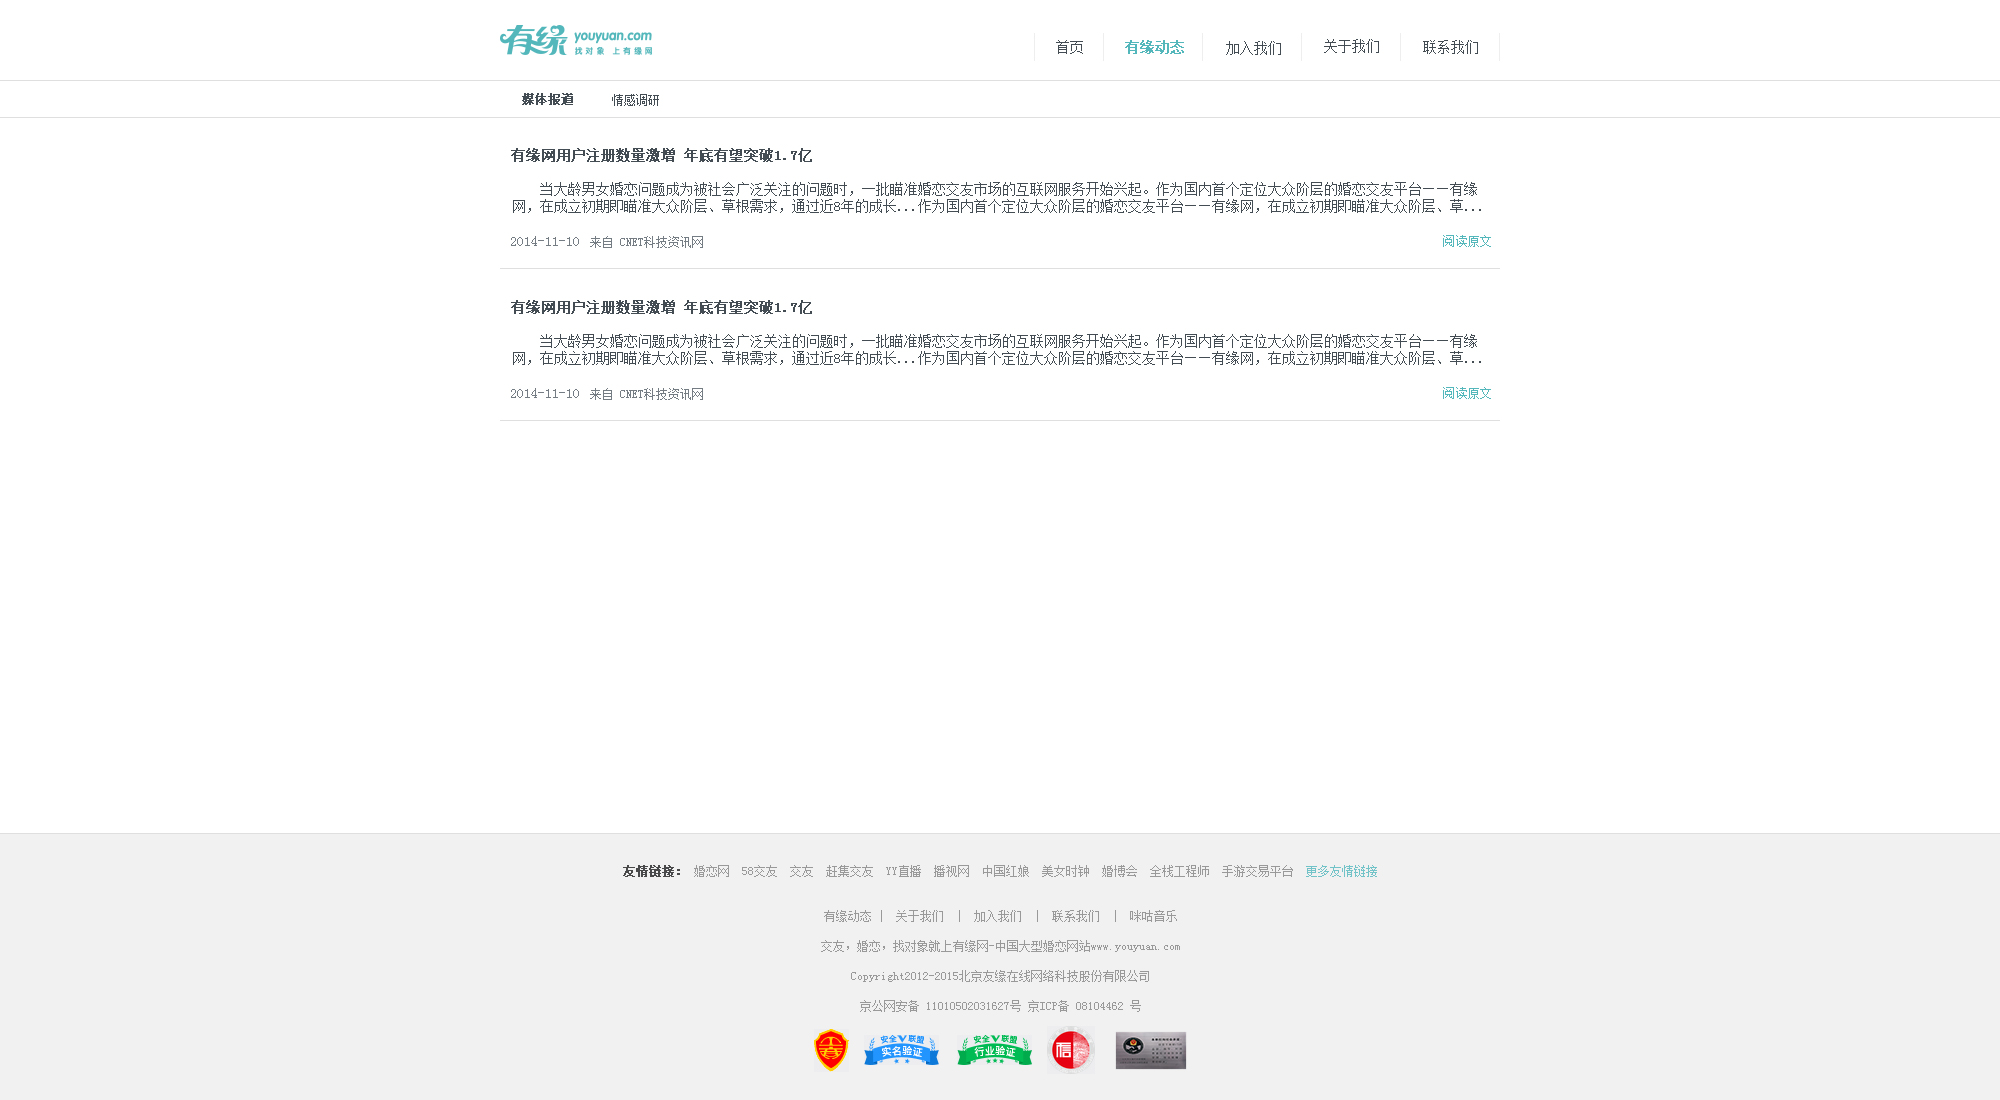 有缘 youyuan.com
找对象 上有缘网
首页 有缘动态 加入我们 关于我们 联系我们
媒体报道 情感调研
有缘网用户注册数量激增 年底有望突破1.7亿
当大龄男女婚恋问题成为被社会广泛关注的问题时，一批瞄准婚恋交友市场的互联网服务开始兴起。作为国内首个定位大众阶层的婚恋交友平台——有缘
网，在成立初期即瞄准大众阶层、草根需求，通过近8年的成长...作为国内首个定位大众阶层的婚恋交友平台——有缘网，在成立初期即瞄准大众阶层、草...
2014-11-10 来自 CNET科技资讯网 阅读原文
有缘网用户注册数量激增 年底有望突破1.7亿
当大龄男女婚恋问题成为被社会广泛关注的问题时，一批瞄准婚恋交友市场的互联网服务开始兴起。作为国内首个定位大众阶层的婚恋交友平台——有缘
网，在成立初期即瞄准大众阶层、草根需求，通过近8年的成长...作为国内首个定位大众阶层的婚恋交友平台——有缘网，在成立初期即瞄准大众阶层、草...
2014-11-10 来自 CNET科技资讯网 阅读原文
友情链接： 婚恋网 58交友 交友 赶集交友 YY直播 播视网 中国红娘 美女时钟 婚博会 全栈工程师 手游交易平台 更多友情链接
有缘动态 | 关于我们 | 加入我们 | 联系我们 | 咪咕音乐
交友，婚恋，找对象就上有缘网-中国大型婚恋网站www.youyuan.com
Copyright2012-2015北京友缘在线网络科技股份有限公司
京公网安备 11010502031627号 京ICP备 08104462 号
安全V联盟 安全V联盟
实名验证 行业验证 信